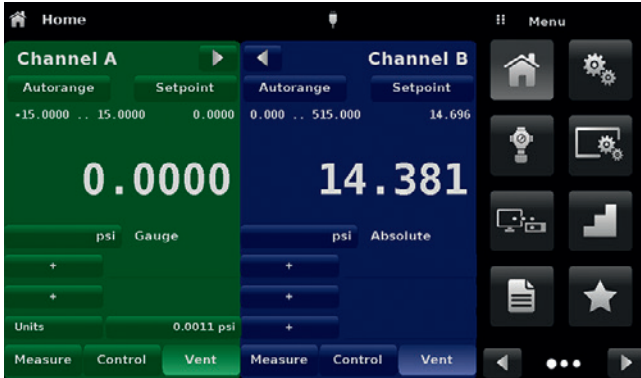 Home
Menu
Channel A
Channel B
Autorange Setpoint
Autorange Setpoint
-15.0000 .. 15.0000 0.0000
0.000 .. 515.000 14.696
0.0000
14.381
psi Gauge
psi Absolute
+
+
+
+
Units 0.0011 psi
+
Measure Control Vent
Measure Control Vent